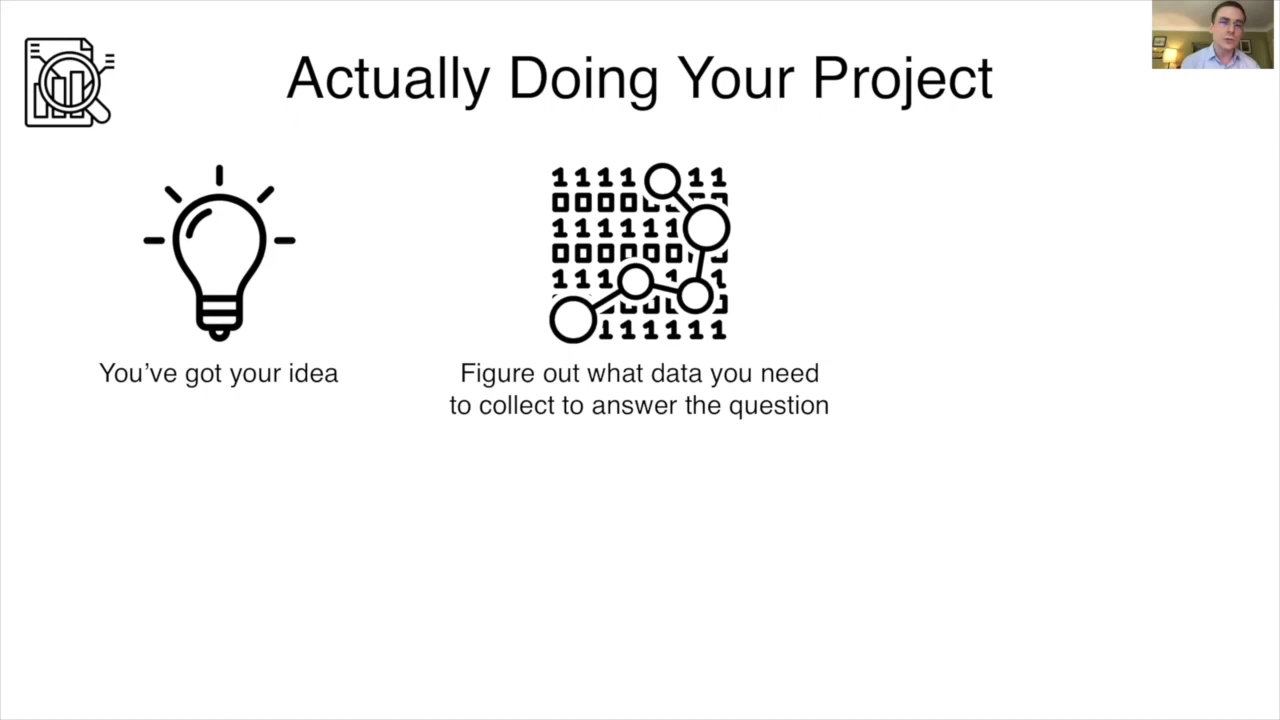 Actually Doing Your Project
You've got your idea
Figure out what data you need
to collect to answer the question